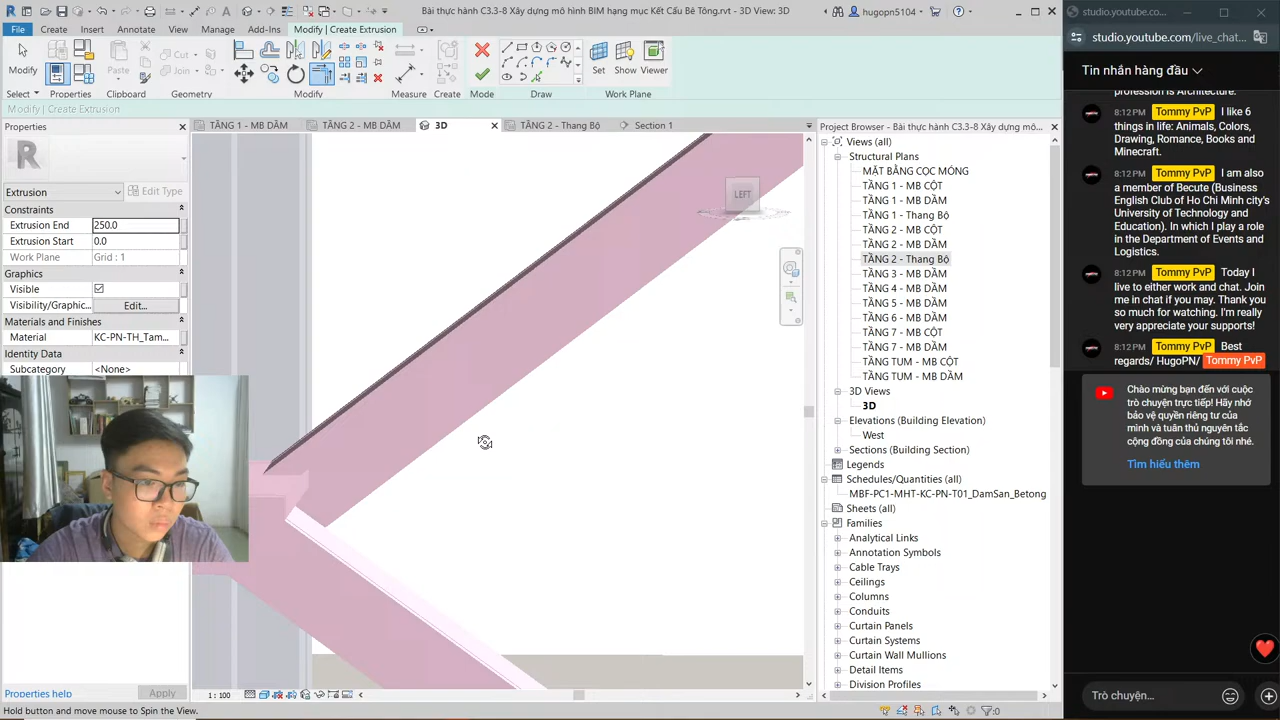 Bài thực hành C3.3-8 Xây dựng mô hình BIM hạng mục Kết Cấu Bê Tông.rvt - 3D View: 3D
hugopn5104
File
Create
Insert
Annotate
View
Manage
Add-Ins
Modify | Create Extrusion
Modify
Paste
Cut
Join
Set
Show
Viewer
Select
Properties
Clipboard
Geometry
Modify
Measure
Create
Mode
Draw
Work Plane
Modify | Create Extrusion
Properties
Extrusion
Edit Type
Constraints
Extrusion End
250.0
Extrusion Start
0.0
Work Plane
Grid : 1
Graphics
Visible
Visibility/Graphic...
Edit...
Materials and Finishes
Material
KC-PN-TH_Tam...
Identity Data
Subcategory
<None>
Properties help
Apply
TẦNG 1 - MB DẦM
TẦNG 2 - MB DẦM
3D
TẦNG 2 - Thang Bộ
Section 1
LEFT
1 : 100
Hold button and move mouse to Spin the View.
:0
Project Browser - Bài thực hành C3.3-8 Xây dựng mô...
Views (all)
Structural Plans
MẶT BẰNG CỌC MÓNG
TẦNG 1 - MB CỘT
TẦNG 1 - MB DẦM
TẦNG 1 - Thang Bộ
TẦNG 2 - MB CỘT
TẦNG 2 - MB DẦM
TẦNG 2 - Thang Bộ
TẦNG 3 - MB DẦM
TẦNG 4 - MB DẦM
TẦNG 5 - MB DẦM
TẦNG 6 - MB DẦM
TẦNG 7 - MB CỘT
TẦNG 7 - MB DẦM
TẦNG TUM - MB CỘT
TẦNG TUM - MB DẦM
3D Views
3D
Elevations (Building Elevation)
West
Sections (Building Section)
Legends
Schedules/Quantities (all)
MBF-PC1-MHT-KC-PN-T01_DamSan_Betong
Sheets (all)
Families
Analytical Links
Annotation Symbols
Cable Trays
Ceilings
Columns
Conduits
Curtain Panels
Curtain Systems
Curtain Wall Mullions
Detail Items
Division Profiles
studio.youtube.co...
studio.youtube.com/live_chat...
Tin nhắn hàng đầu
profession is Architecture.
8:12 PM Tommy PvP I like 6
things in life: Animals, Colors,
Drawing, Romance, Books and
Minecraft.
8:12 PM Tommy PvP I am also
a member of Becute (Business
English Club of Ho Chi Minh city's
University of Technology and
Education). In which I play a role
in the Department of Events and
Logistics.
8:12 PM Tommy PvP Today I
live to either work and chat. Join
me in chat if you may. Thank you
so much for watching. I'm really
very appreciate your supports!
8:12 PM Tommy PvP Best
regards/ HugoPN/ Tommy PvP
Chào mừng bạn đến với cuộc
trò chuyện trực tiếp! Hãy nhớ
bảo vệ quyền riêng tư của
mình và tuân thủ nguyên tắc
cộng đồng của chúng tôi nhé.
Tìm hiểu thêm
Trò chuyện...